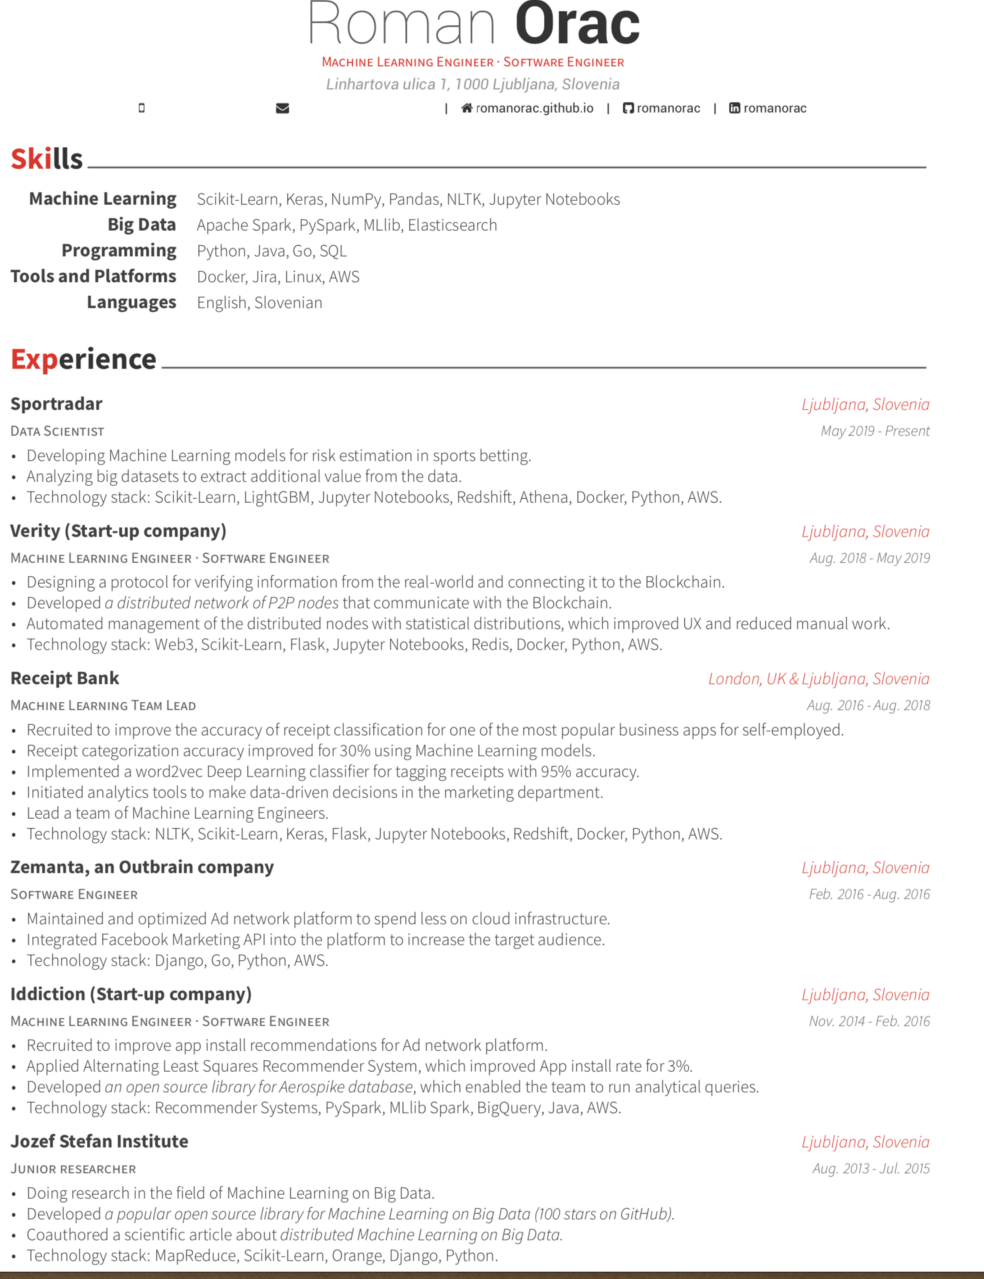 Roman Orac
Machine Learning Engineer · Software Engineer
Linhartova ulica 1, 1000 Ljubljana, Slovenia
| romanorac.github.io | romanorac | romanorac
Skills
Machine Learning Scikit-Learn, Keras, NumPy, Pandas, NLTK, Jupyter Notebooks
Big Data Apache Spark, PySpark, MLlib, Elasticsearch
Programming Python, Java, Go, SQL
Tools and Platforms Docker, Jira, Linux, AWS
Languages English, Slovenian
Experience
Sportradar Ljubljana, Slovenia
Data Scientist May 2019 - Present
• Developing Machine Learning models for risk estimation in sports betting.
• Analyzing big datasets to extract additional value from the data.
• Technology stack: Scikit-Learn, LightGBM, Jupyter Notebooks, Redshift, Athena, Docker, Python, AWS.
Verity (Start-up company) Ljubljana, Slovenia
Machine Learning Engineer · Software Engineer Aug. 2018 - May 2019
• Designing a protocol for verifying information from the real-world and connecting it to the Blockchain.
• Developed a distributed network of P2P nodes that communicate with the Blockchain.
• Automated management of the distributed nodes with statistical distributions, which improved UX and reduced manual work.
• Technology stack: Web3, Scikit-Learn, Flask, Jupyter Notebooks, Redis, Docker, Python, AWS.
Receipt Bank London, UK & Ljubljana, Slovenia
Machine Learning Team Lead Aug. 2016 - Aug. 2018
• Recruited to improve the accuracy of receipt classification for one of the most popular business apps for self-employed.
• Receipt categorization accuracy improved for 30% using Machine Learning models.
• Implemented a word2vec Deep Learning classifier for tagging receipts with 95% accuracy.
• Initiated analytics tools to make data-driven decisions in the marketing department.
• Lead a team of Machine Learning Engineers.
• Technology stack: NLTK, Scikit-Learn, Keras, Flask, Jupyter Notebooks, Redshift, Docker, Python, AWS.
Zemanta, an Outbrain company Ljubljana, Slovenia
Software Engineer Feb. 2016 - Aug. 2016
• Maintained and optimized Ad network platform to spend less on cloud infrastructure.
• Integrated Facebook Marketing API into the platform to increase the target audience.
• Technology stack: Django, Go, Python, AWS.
Iddiction (Start-up company) Ljubljana, Slovenia
Machine Learning Engineer · Software Engineer Nov. 2014 - Feb. 2016
• Recruited to improve app install recommendations for Ad network platform.
• Applied Alternating Least Squares Recommender System, which improved App install rate for 3%.
• Developed an open source library for Aerospike database, which enabled the team to run analytical queries.
• Technology stack: Recommender Systems, PySpark, MLlib Spark, BigQuery, Java, AWS.
Jozef Stefan Institute Ljubljana, Slovenia
Junior researcher Aug. 2013 - Jul. 2015
• Doing research in the field of Machine Learning on Big Data.
• Developed a popular open source library for Machine Learning on Big Data (100 stars on GitHub).
• Coauthored a scientific article about distributed Machine Learning on Big Data.
• Technology stack: MapReduce, Scikit-Learn, Orange, Django, Python.